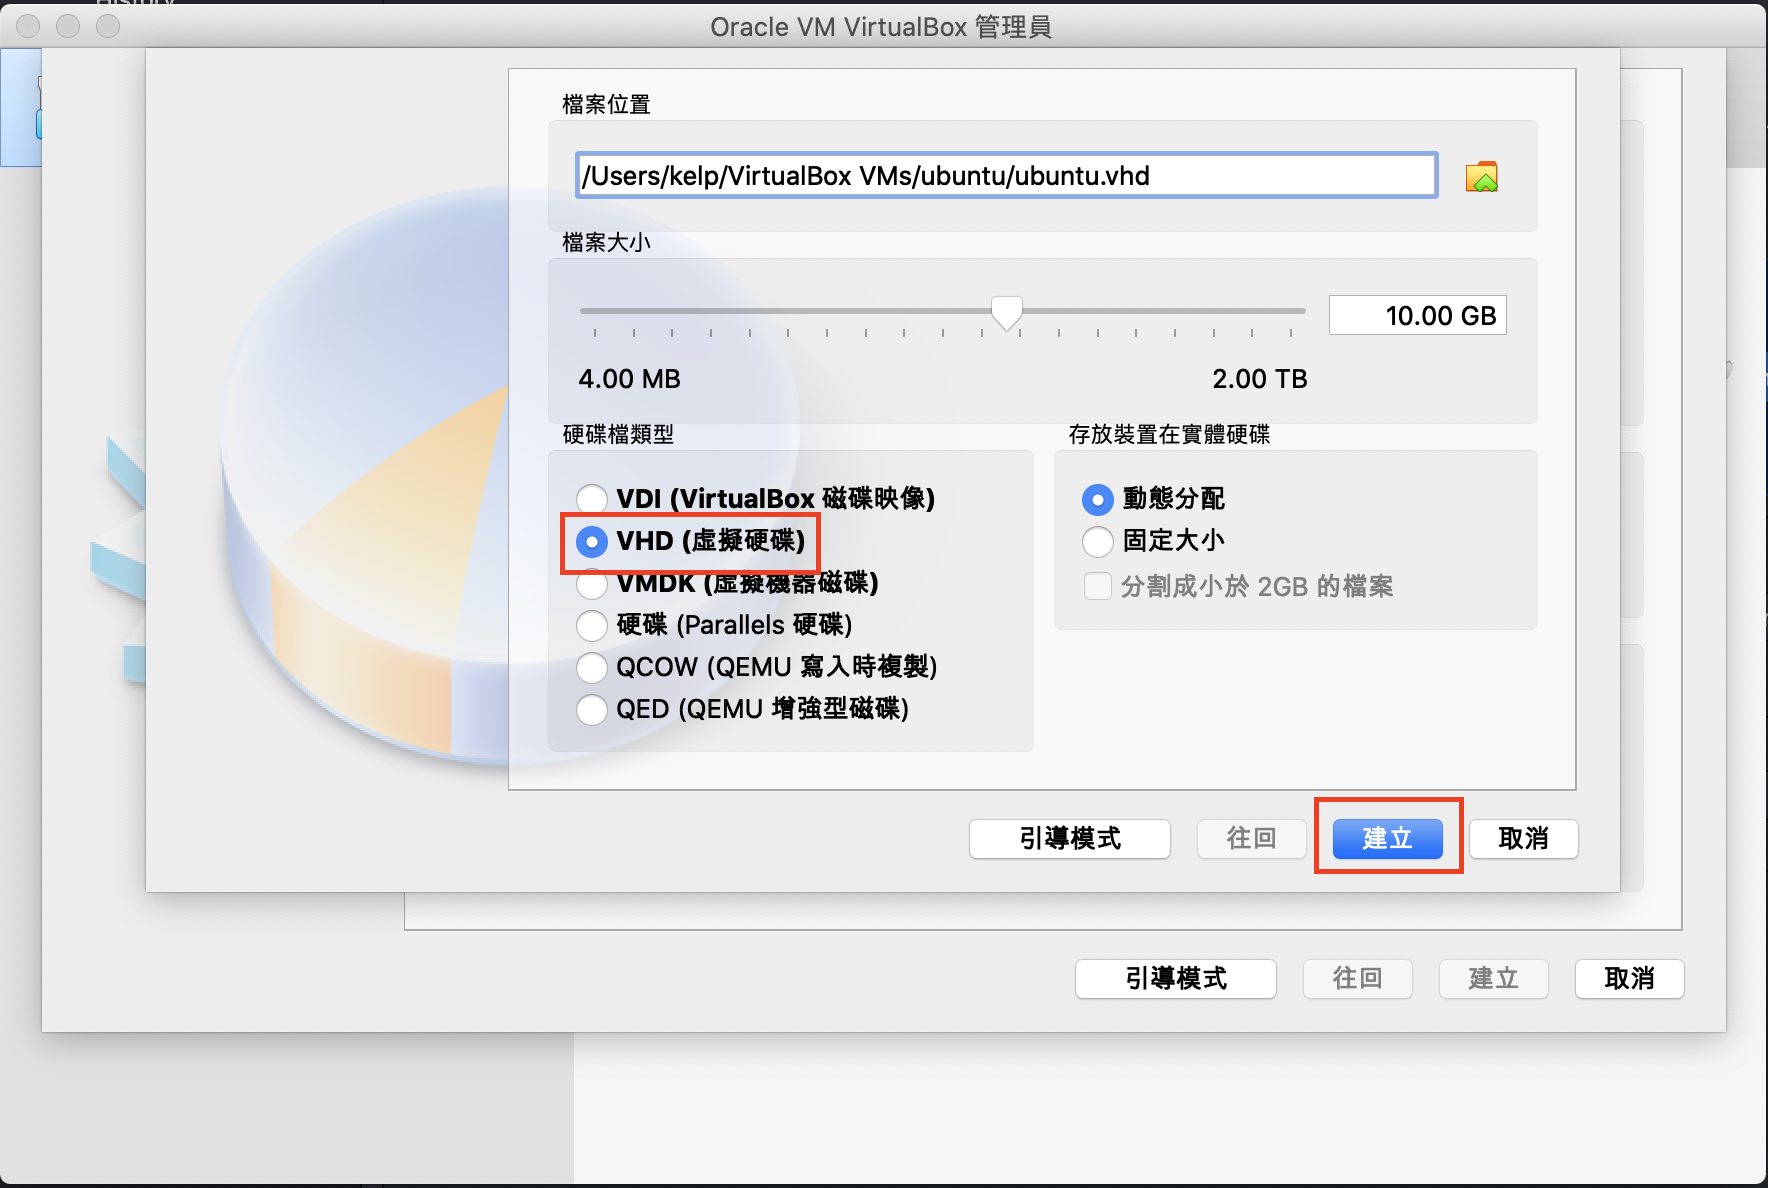 History
Oracle VM VirtualBox 管理員
檔案位置
/Users/kelp/VirtualBox VMs/ubuntu/ubuntu.vhd
檔案大小
10.00 GB
4.00 MB
2.00 TB
硬碟檔類型
存放裝置在實體硬碟
VDI (VirtualBox 磁碟映像)
動態分配
VHD (虛擬硬碟)
固定大小
VMDK (虛擬機器磁碟)
分割成小於 2GB 的檔案
硬碟 (Parallels 硬碟)
QCOW (QEMU 寫入時複製)
QED (QEMU 增強型磁碟)
引導模式
往回
建立
取消
引導模式
往回
建立
取消